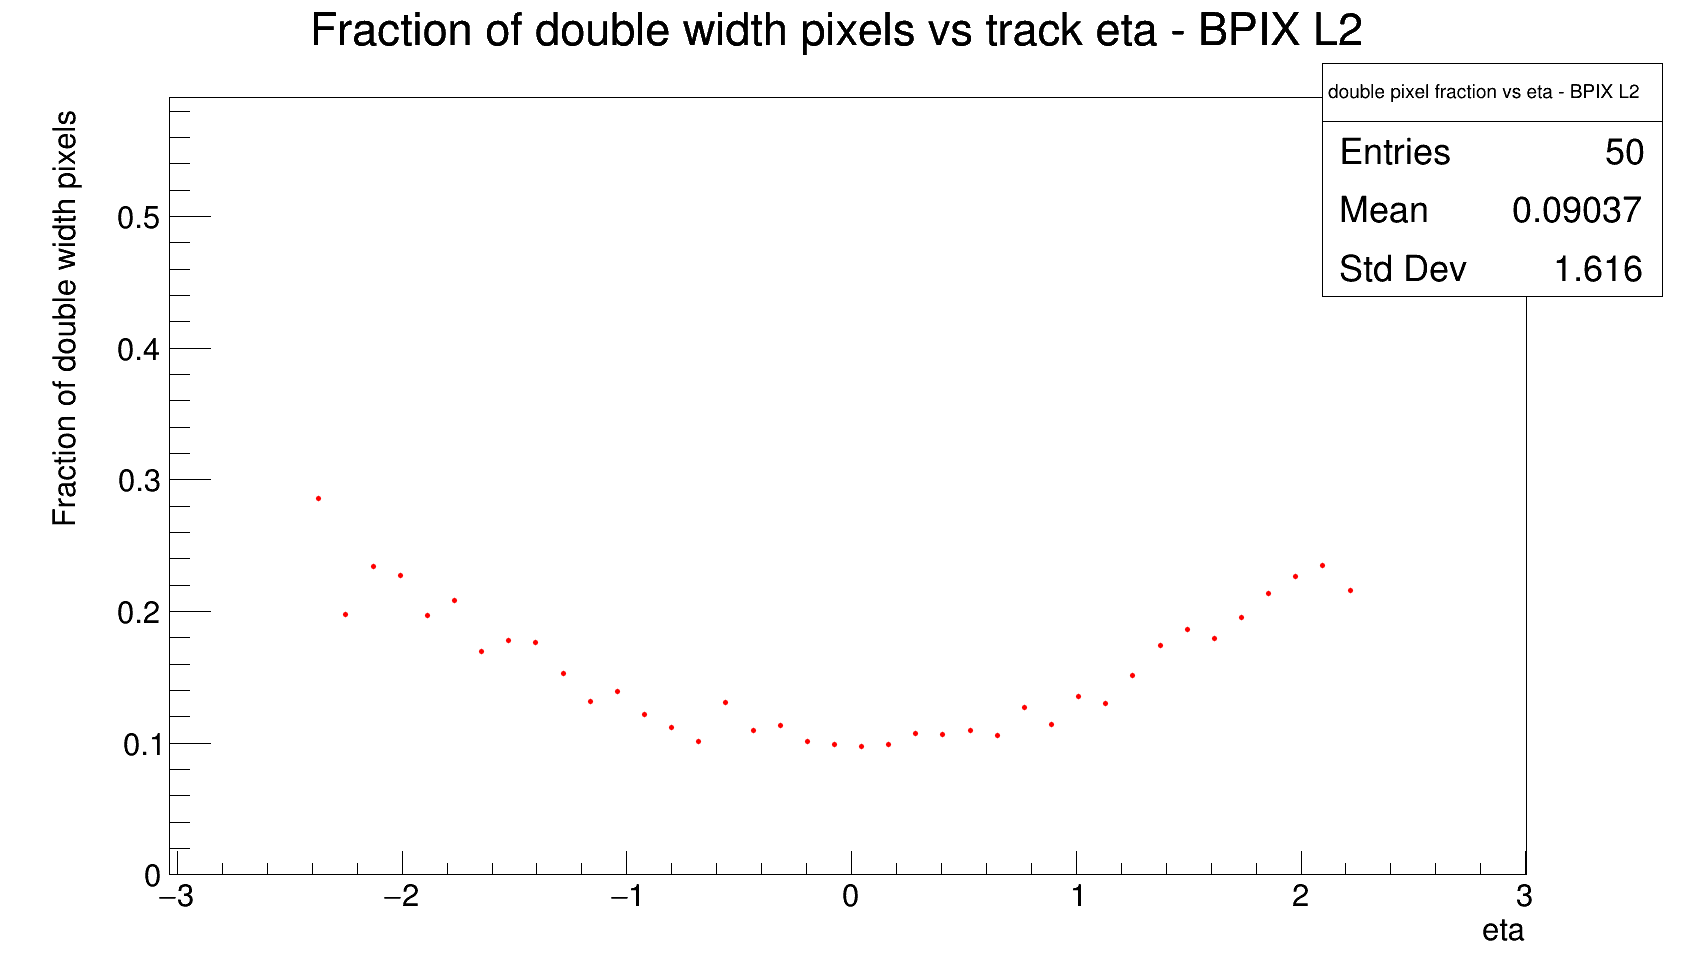 Fraction of double width pixels vs track eta - BPIX L2
double pixel fraction vs eta - BPIX L2
Entries 50
Mean 0.09037
Std Dev 1.616
Fraction of double width pixels
0.5
0.4
0.3
0.2
0.1
0
−3 −2 −1 0 1 2 3
eta